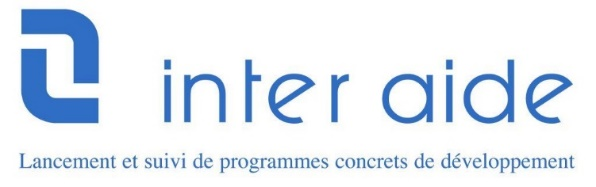 inter aide
Lancement et suivi de programmes concrets de développement